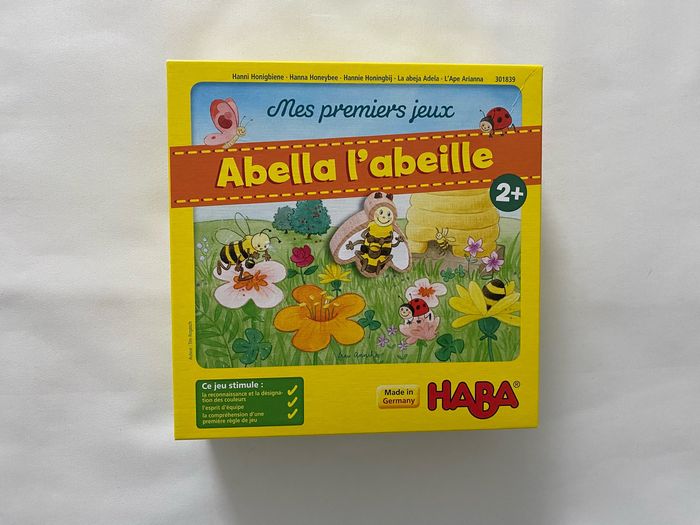 Hanni Honigbiene • Hanna Honeybee • Hannie Honingbij • La abeja Adela • L'Ape Arianna 301839
Mes premiers jeux
Abella l'abeille
2+
Ce jeu stimule :
la reconnaissance et la désigna-
tion des couleurs
l'esprit d'équipe
la compréhension d'une
première règle de jeu
Made in
Germany
HABA®